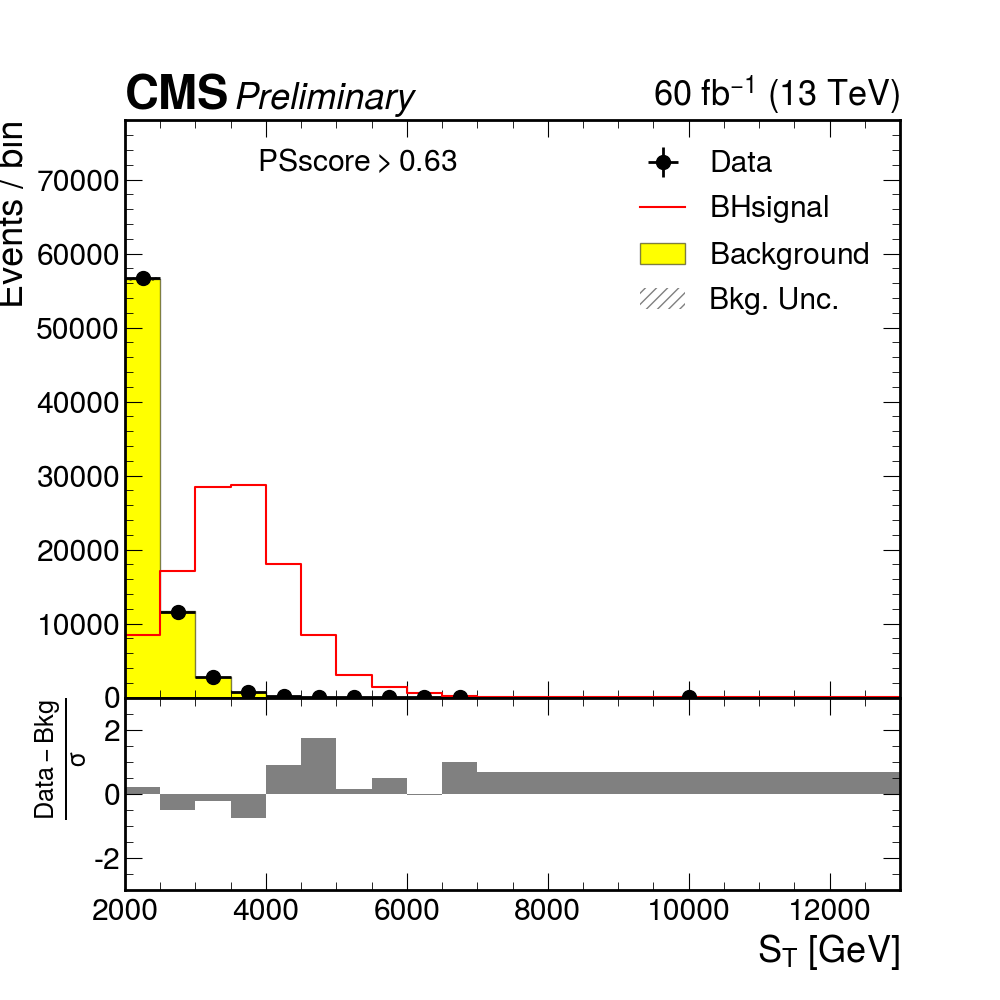 CMS Preliminary
60 fb⁻¹ (13 TeV)
Events / bin
PSscore > 0.63
Data
BHsignal
Background
Bkg. Unc.
70000
60000
50000
40000
30000
20000
10000
0
Data – Bkg
σ
2
0
-2
2000 4000 6000 8000 10000 12000
S_T [GeV]